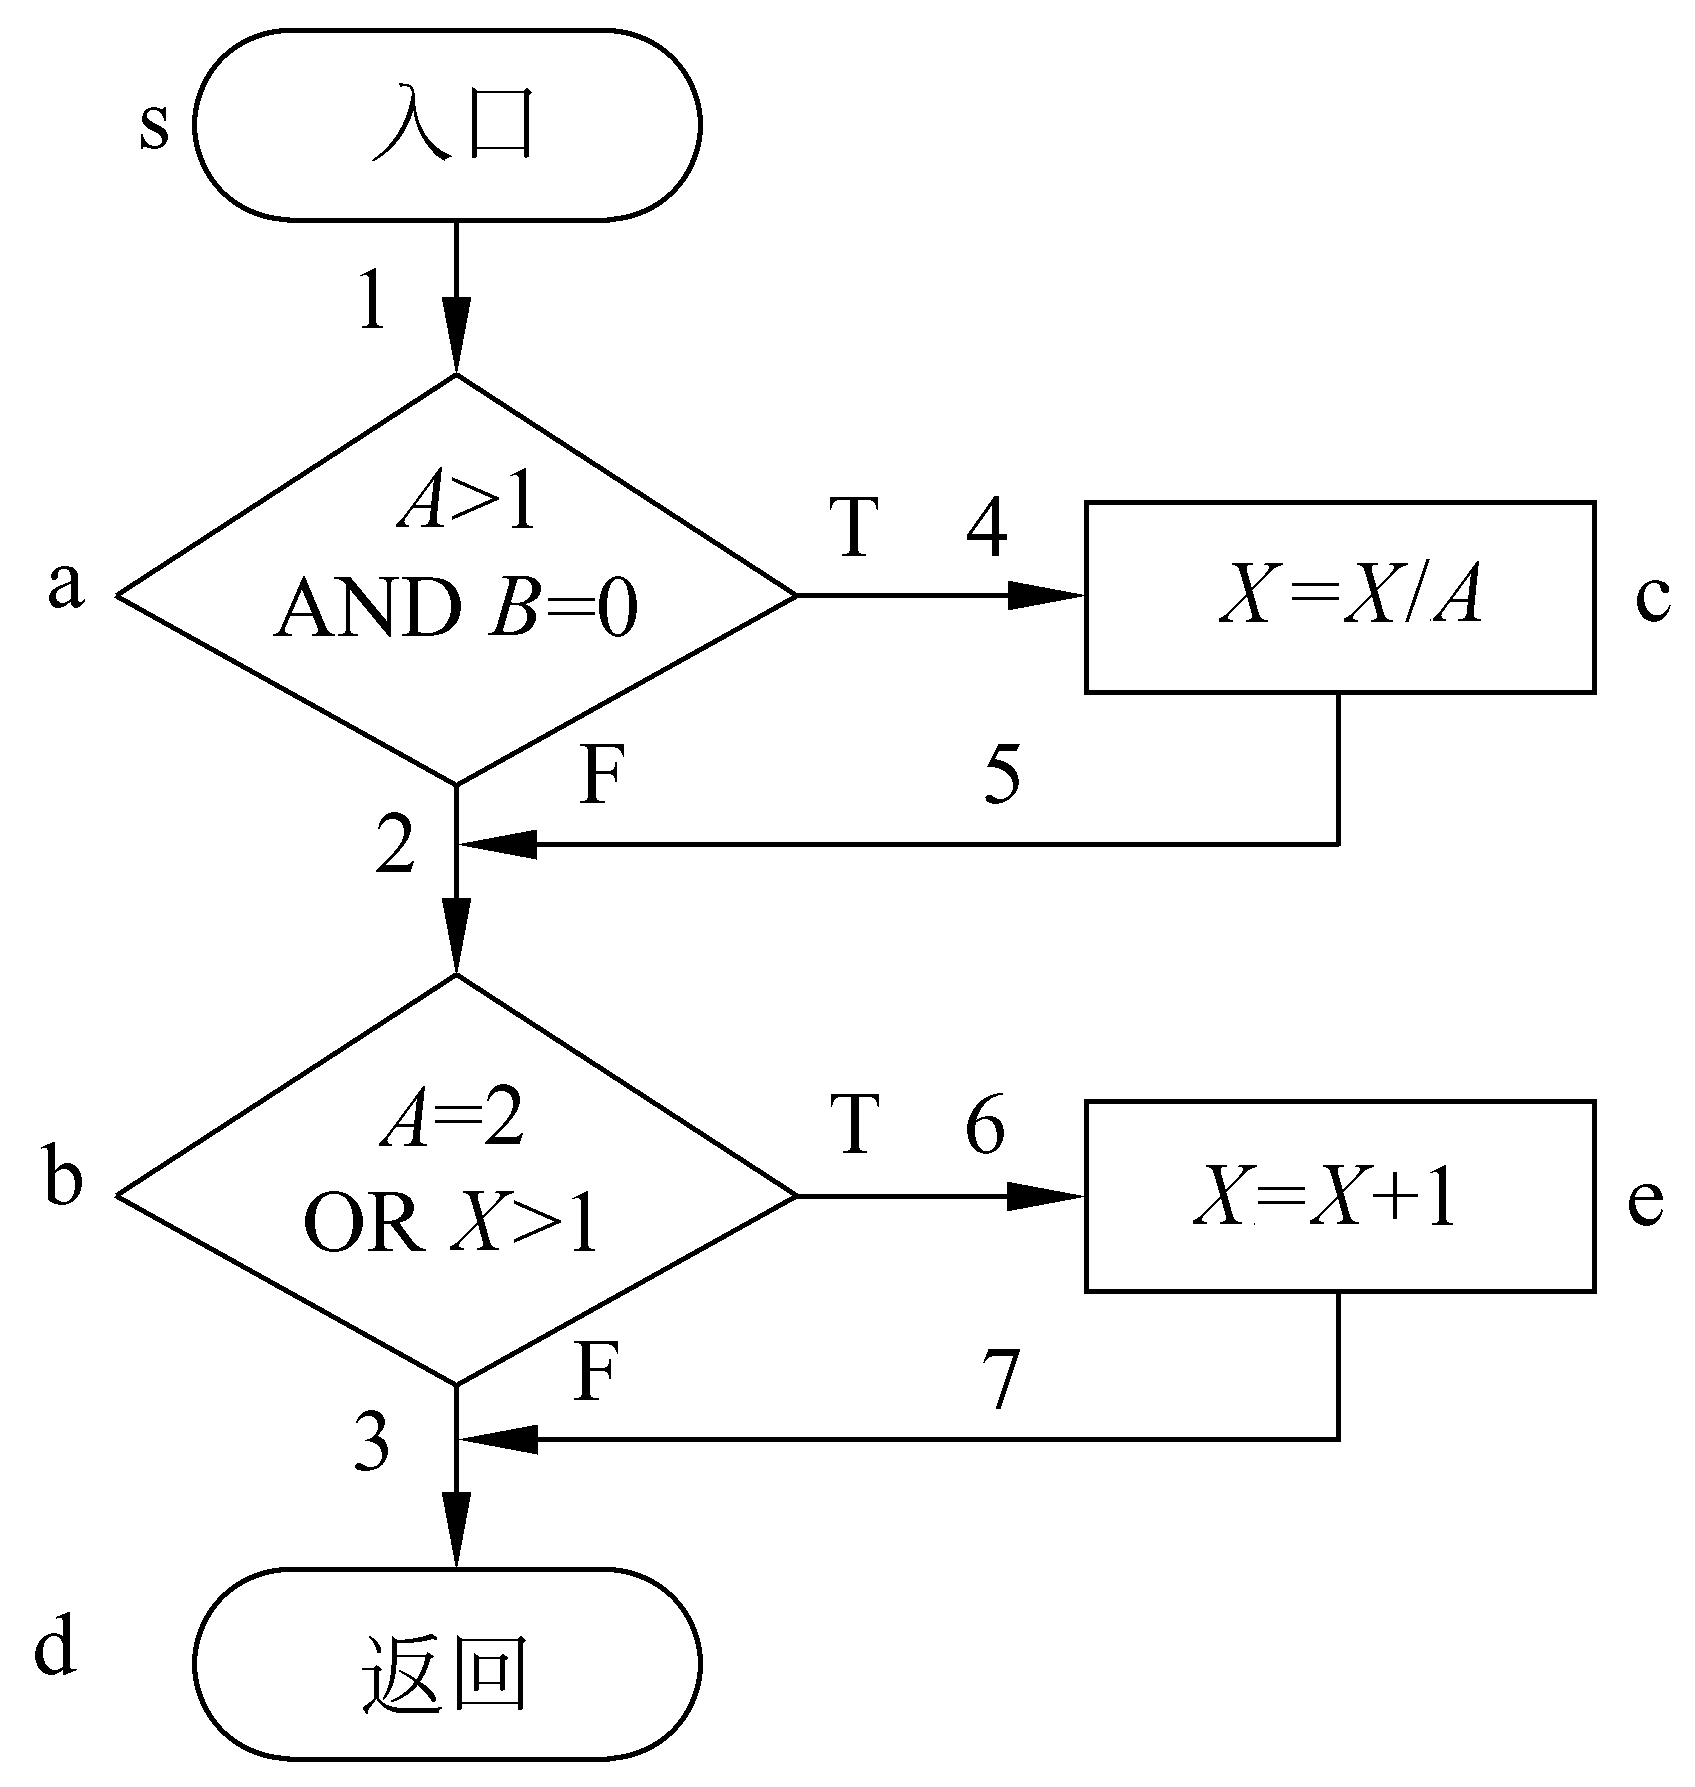 s
入口
1
A>1
AND B=0
a
T
4
X=X/A
c
F
5
2
A=2
OR X>1
b
T
6
X=X+1
e
F
7
3
d
返回